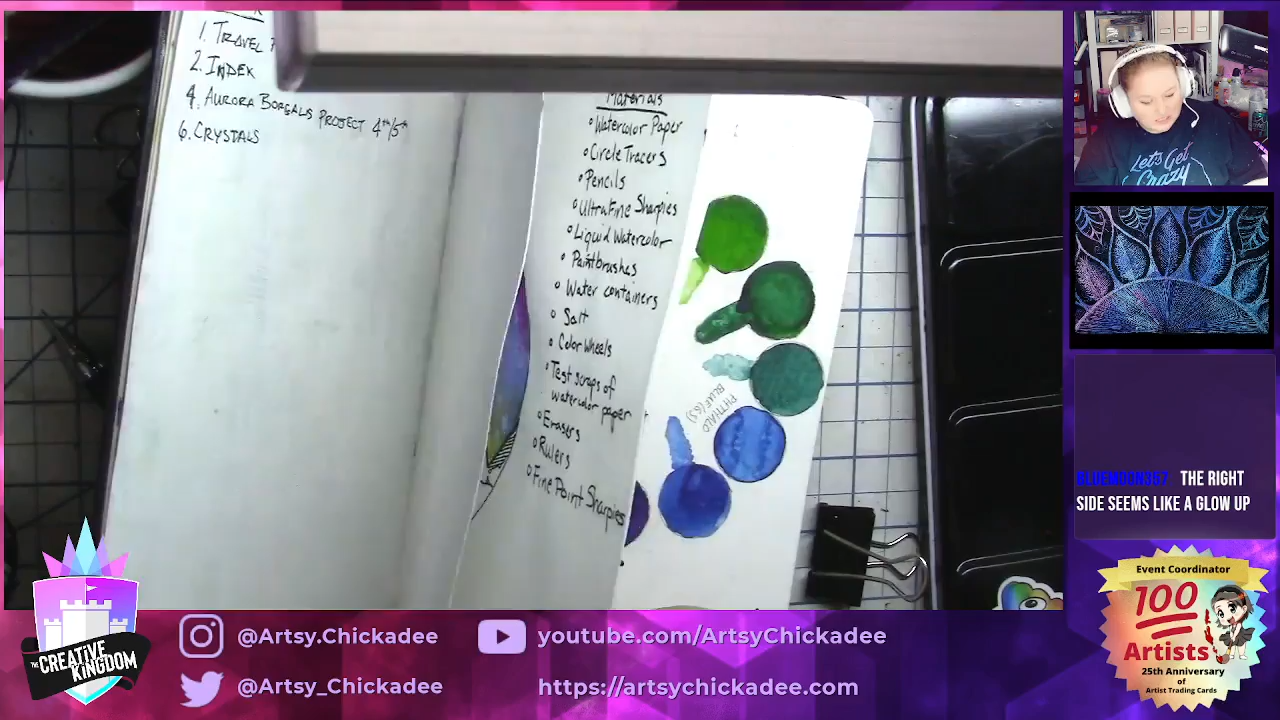 1. TRAVEL
2. INDEX
4. AURORA BOREALIS PROJECT 4th/5th
6. CRYSTALS
Materials
Watercolor Paper
Circle Tracers
Pencils
Ultrafine Sharpies
Liquid Watercolor
Paintbrushes
Water containers
Salt
Color Wheels
Test scraps of
watercolor paper
Erasers
Rulers
Fine Point Sharpies
PHTHALO
BLUE (GS)
Let's Get
Crazy
BLUEMOON367 THE RIGHT
SIDE SEEMS LIKE A GLOW UP
Event Coordinator
100
Artists
25th Anniversary
of
Artist Trading Cards
THE CREATIVE
KINGDOM
@Artsy.Chickadee
youtube.com/ArtsyChickadee
@Artsy_Chickadee
https://artsychickadee.com